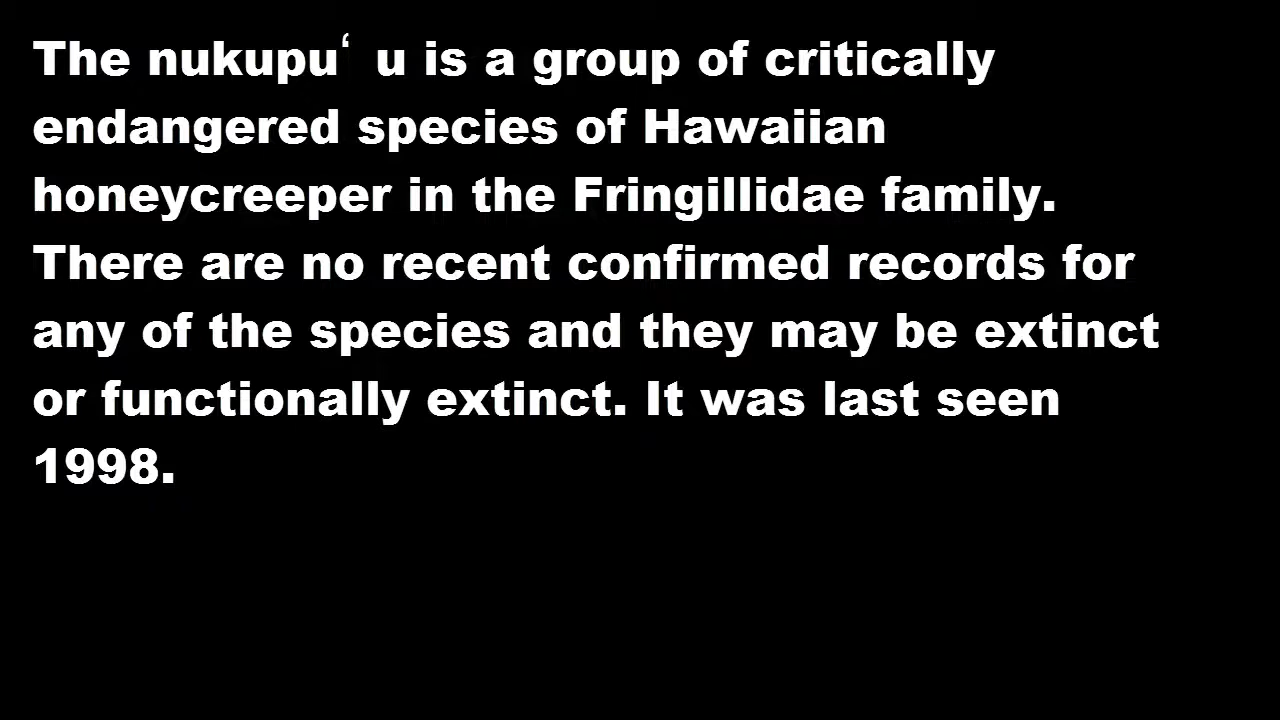 The nukupuʻ u is a group of critically
endangered species of Hawaiian
honeycreeper in the Fringillidae family.
There are no recent confirmed records for
any of the species and they may be extinct
or functionally extinct. It was last seen
1998.